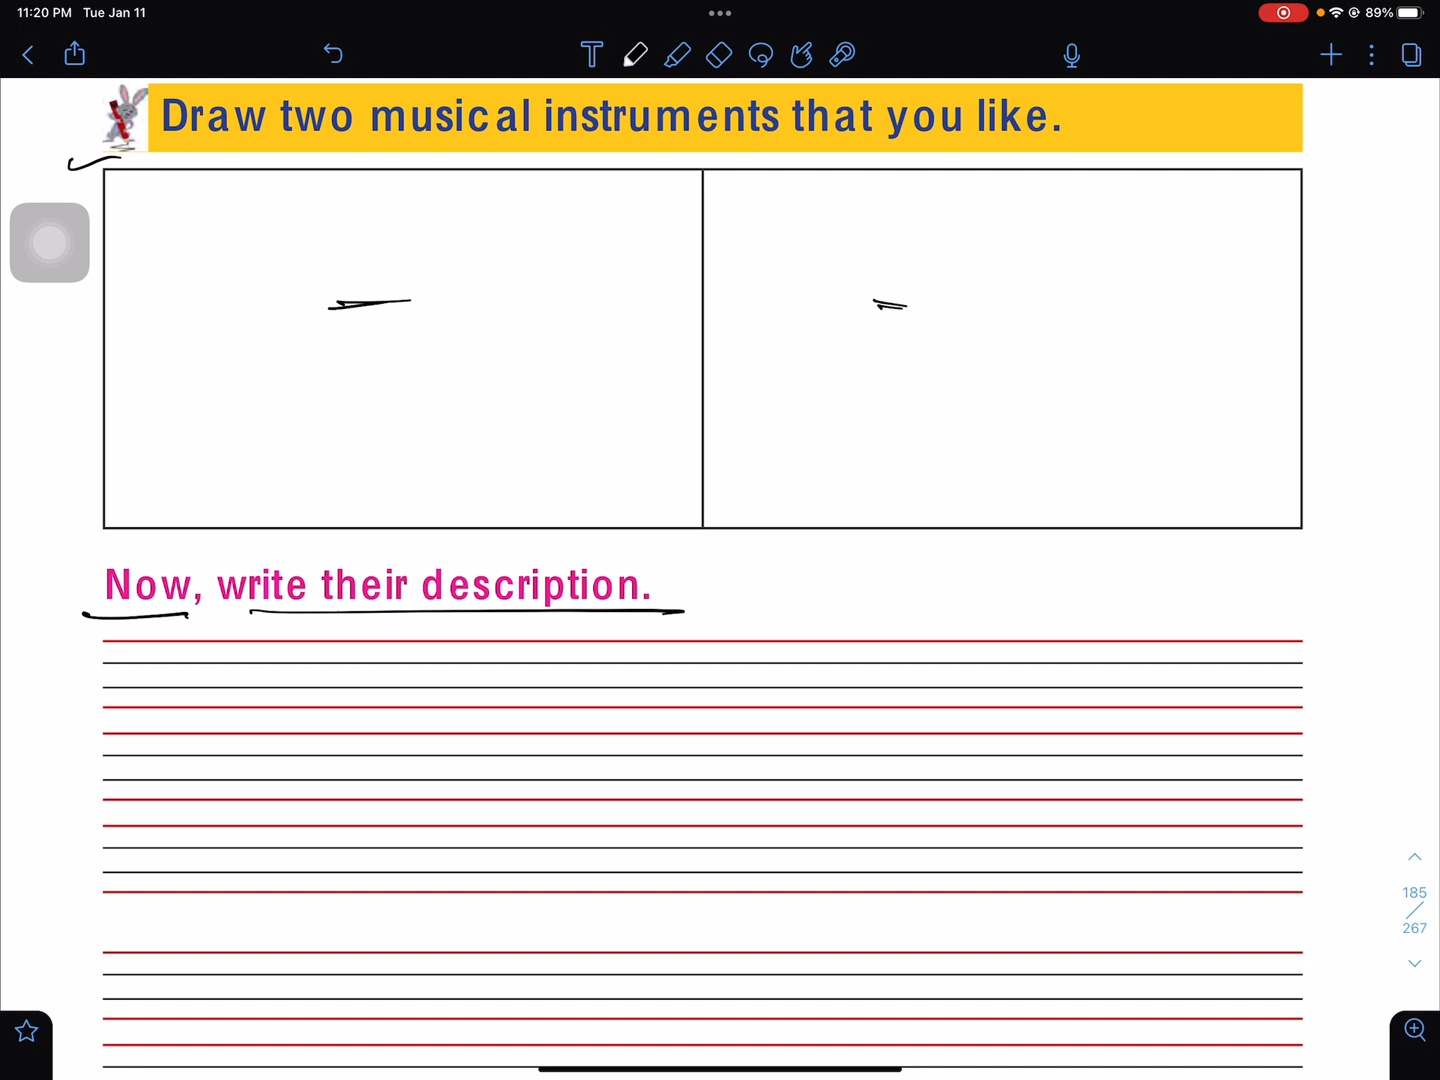 11:20 PM Tue Jan 11
89%
Draw two musical instruments that you like.
Now, write their description.
185
267